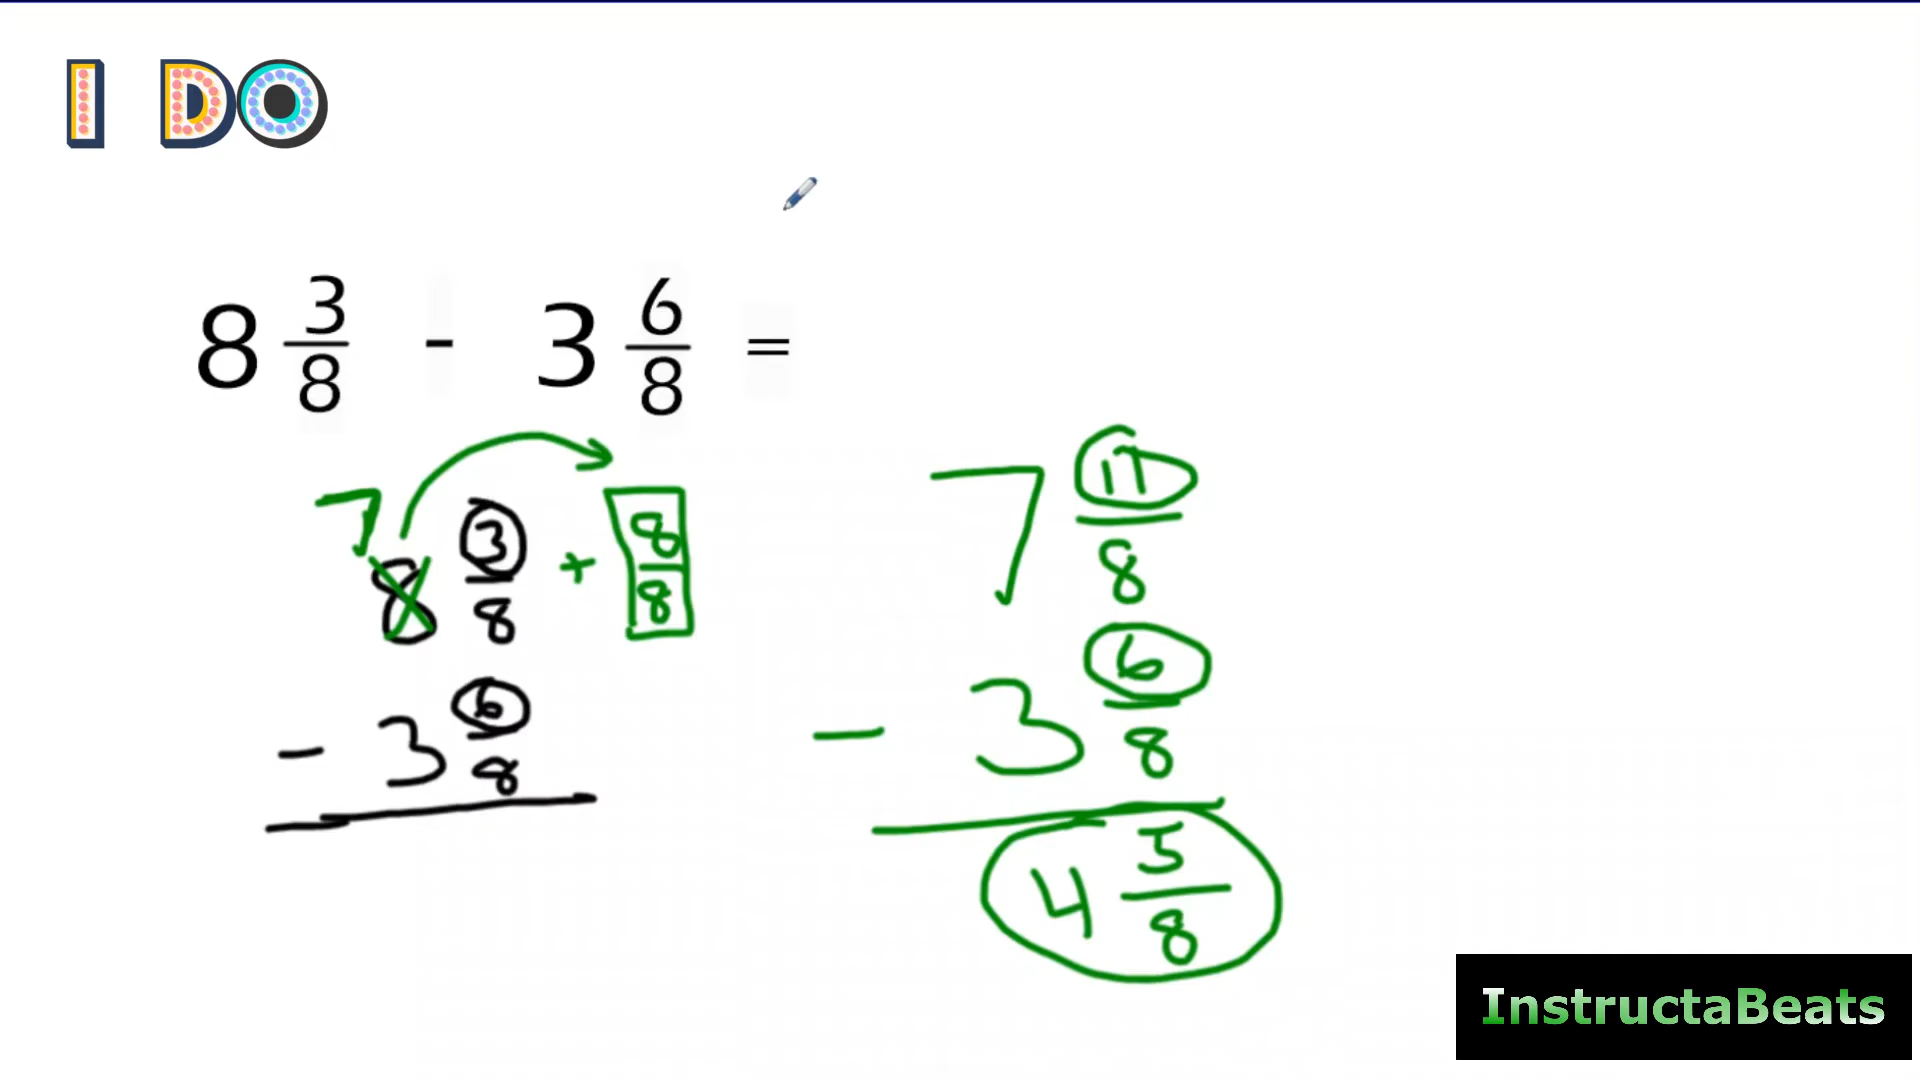 I DO
8 3/8 - 3 6/8 =
7
8 3/8 + 8/8
- 3 6/8
7 11/8
- 3 6/8
4 5/8
InstructaBeats